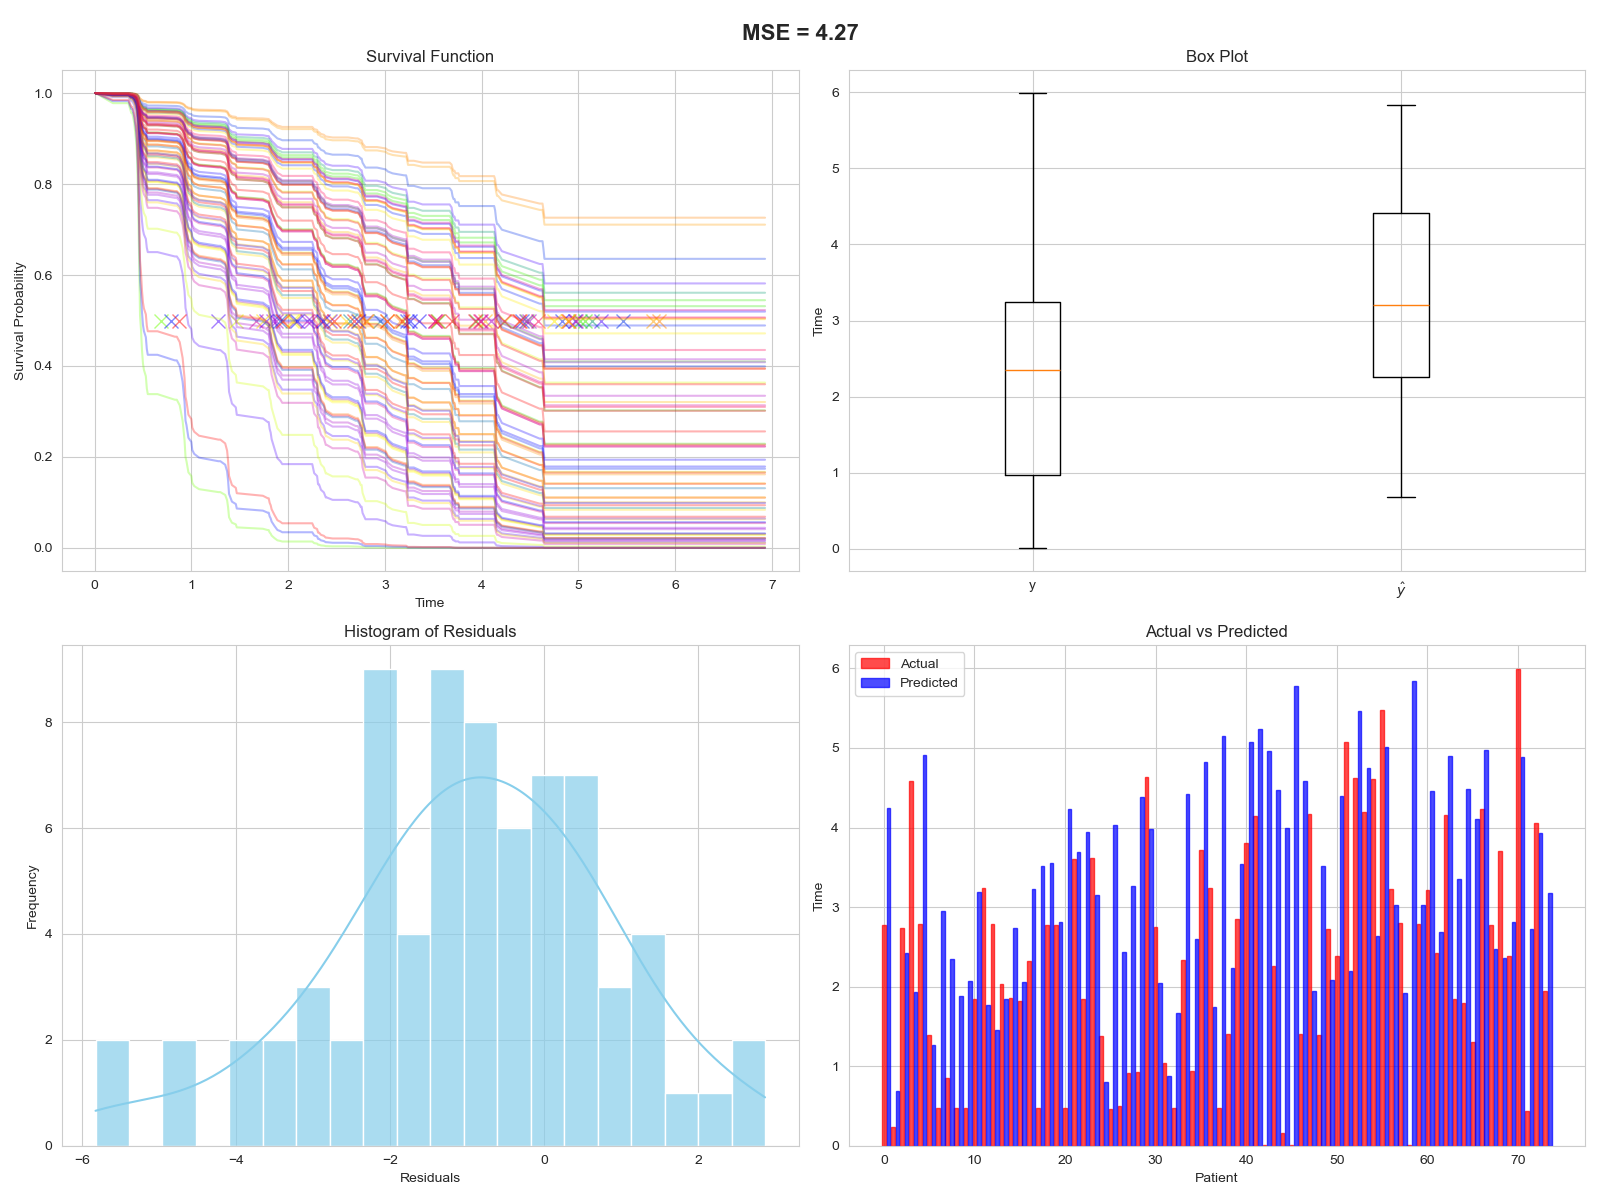 MSE = 4.27
Survival Function
Survival Probability
1.0
0.8
0.6
0.4
0.2
0.0
0 1 2 3 4 5 6 7
Time
Box Plot
Time
6
5
4
3
2
1
0
y ŷ
Histogram of Residuals
Frequency
8
6
4
2
0
−6 −4 −2 0 2
Residuals
Actual vs Predicted
Actual
Predicted
Time
6
5
4
3
2
1
0
0 10 20 30 40 50 60 70
Patient